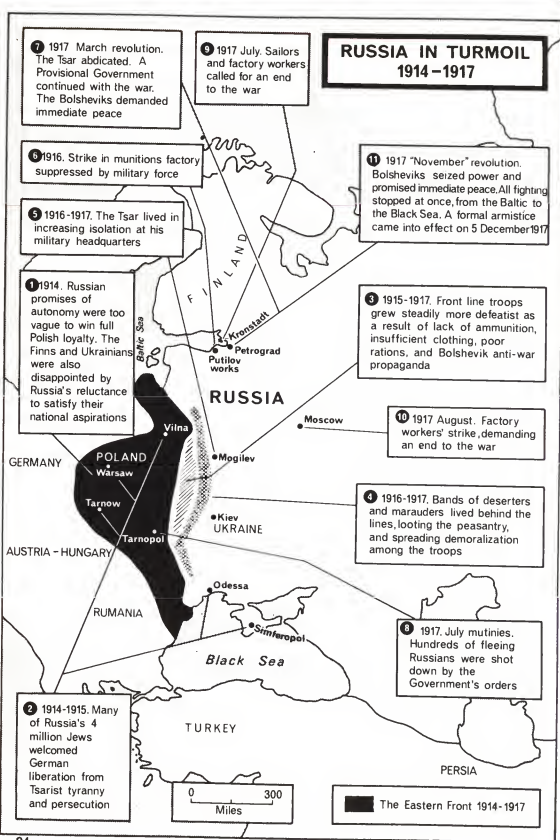 RUSSIA IN TURMOIL
1914-1917
❼ 1917 March revolution.
The Tsar abdicated. A
Provisional Government
continued with the war.
The Bolsheviks demanded
immediate peace
❾ 1917 July. Sailors
and factory workers
called for an end
to the war
❻ 1916. Strike in munitions factory
suppressed by military force
⓫ 1917 "November" revolution.
Bolsheviks seized power and
promised immediate peace. All fighting
stopped at once, from the Baltic to
the Black Sea. A formal armistice
came into effect on 5 December 1917
❺ 1916-1917. The Tsar lived in
increasing isolation at his
military headquarters
❶ 1914. Russian
promises of
autonomy were too
vague to win full
Polish loyalty. The
Finns and Ukrainians
were also
disappointed by
Russia's reluctance
to satisfy their
national aspirations
❸ 1915-1917. Front line troops
grew steadily more defeatist as
a result of lack of ammunition,
insufficient clothing, poor
rations, and Bolshevik anti-war
propaganda
FINLAND
Baltic Sea
Kronstadt
Petrograd
Putilov
works
RUSSIA
Moscow
❿ 1917 August. Factory
workers' strike, demanding
an end to the war
Vilna
GERMANY
POLAND
Warsaw
Mogilev
❹ 1916-1917. Bands of deserters
and marauders lived behind the
lines, looting the peasantry,
and spreading demoralization
among the troops
Tarnow
Kiev
UKRAINE
Tarnopol
AUSTRIA-HUNGARY
Odessa
RUMANIA
Simferopol
❽ 1917. July mutinies.
Hundreds of fleeing
Russians were shot
down by the
Government's orders
Black Sea
❷ 1914-1915. Many
of Russia's 4
million Jews
welcomed
German
liberation from
Tsarist tyranny
and persecution
TURKEY
PERSIA
0 300
Miles
The Eastern Front 1914-1917